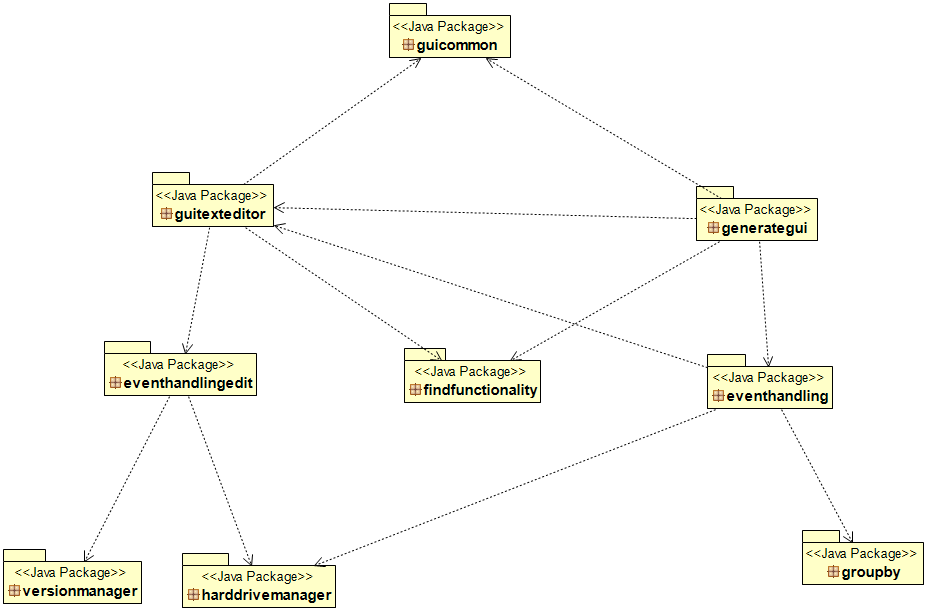 <<Java Package>>
guicommon
<<Java Package>>
guitexteditor
<<Java Package>>
generategui
<<Java Package>>
eventhandlingedit
<<Java Package>>
findfunctionality
<<Java Package>>
eventhandling
<<Java Package>>
versionmanager
<<Java Package>>
harddrivemanager
<<Java Package>>
groupby